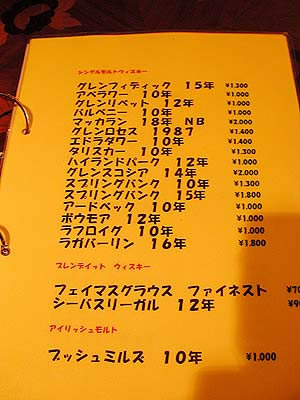 シングルモルトウィスキー
グレンフィディック 15年 ¥1.300
アベラワー 10年 ¥1.000
グレンリベット 12年 ¥1.000
バルベニー 10年 ¥1.000
マッカラン 18年 NB ¥2.000
グレンロセス 1987 ¥1.400
エドラダワー 10年 ¥1.400
タリスカー 10年 ¥1.300
ハイランドパーク 12年 ¥1.000
グレンスコシア 14年 ¥2.000
スプリングバンク 10年 ¥1.300
スプリングバンク 15年 ¥1.800
アードベック 10年 ¥1.000
ボウモア 12年 ¥1.000
ラフロイグ 10年 ¥1.000
ラガバーリン 16年 ¥1.800
ブレンデイット ウィスキー
フェイマスグラウス ファイネスト
シーバスリーガル 12年
アイリッシュモルト
ブッシュミルズ 10年 ¥1.000